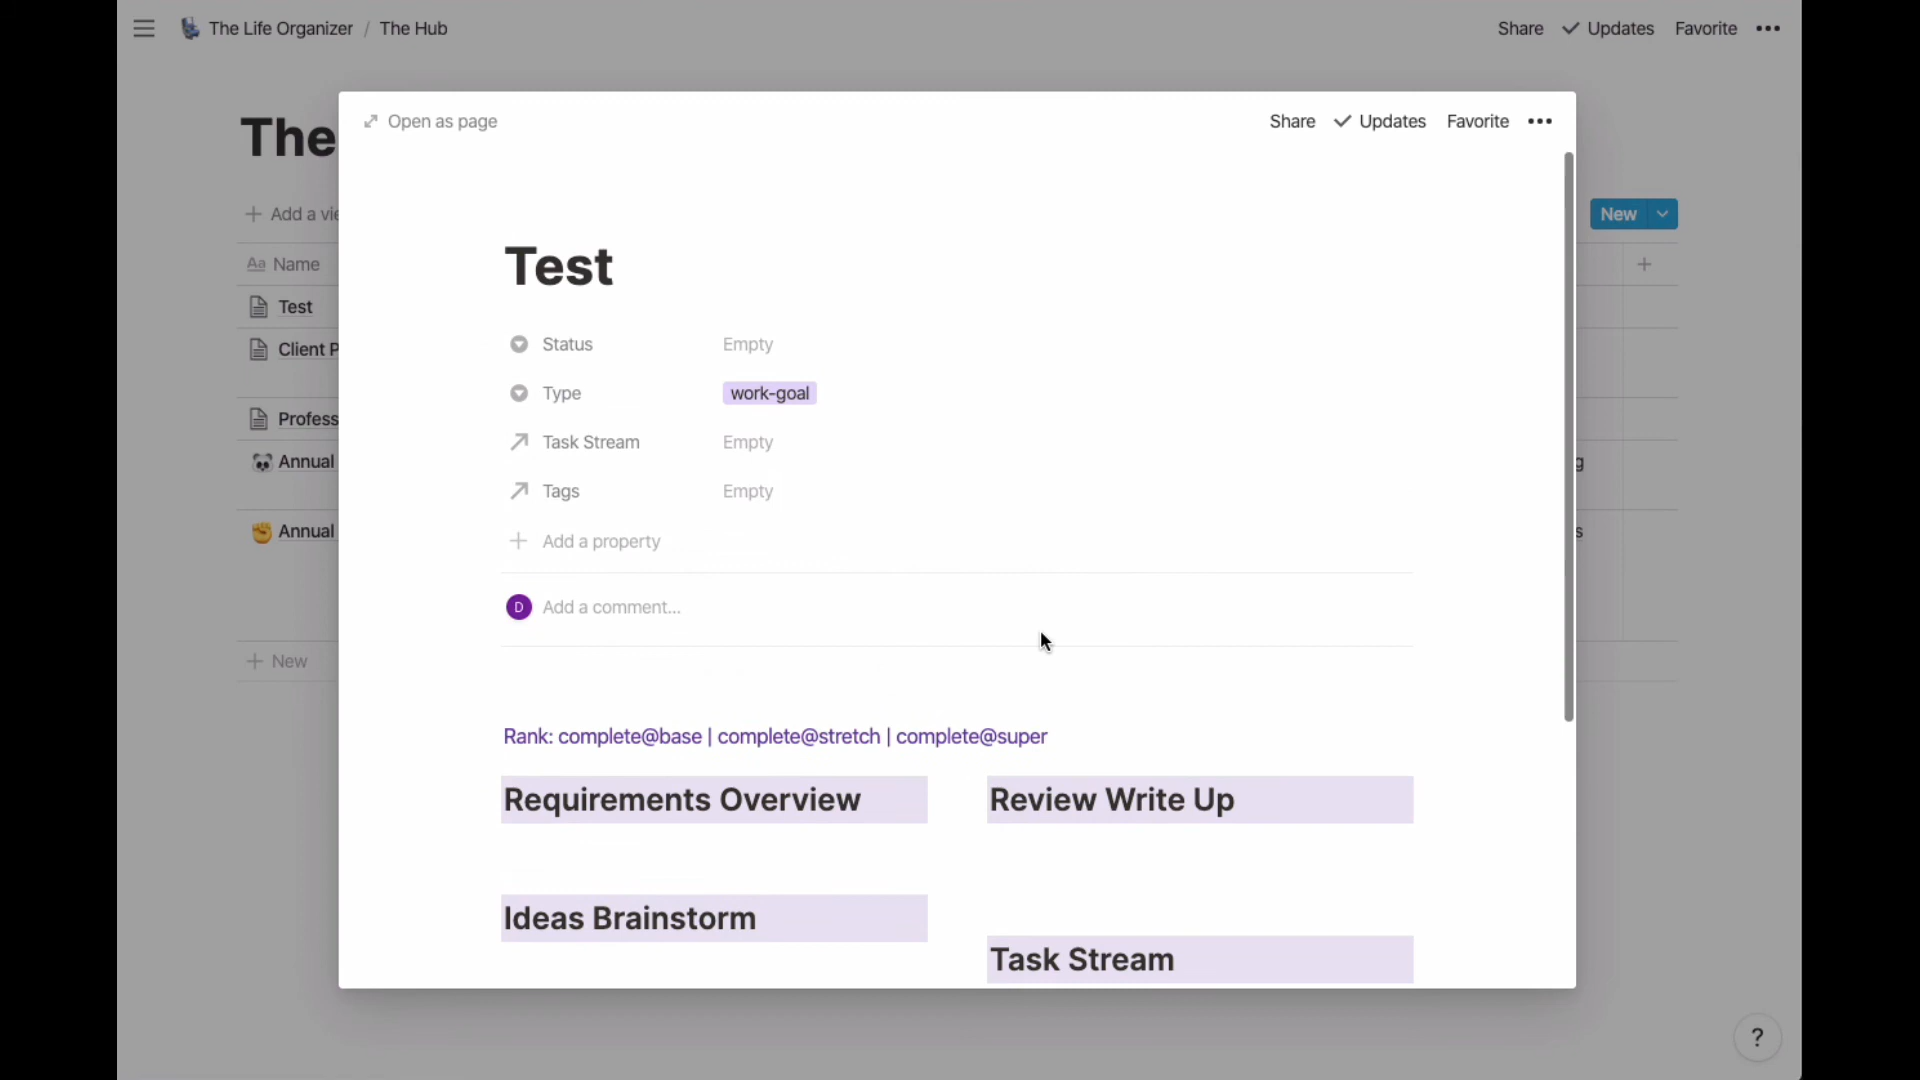 The Life Organizer / The Hub
Share Updates Favorite
Open as page
Share Updates Favorite
The
Add a
New
Aa Name
Test
Client P
Profess
Annual
g
Annual
s
New
Test
Status Empty
Type work-goal
Task Stream Empty
Tags Empty
Add a property
D Add a comment...
Rank: complete@base | complete@stretch | complete@super
Requirements Overview
Review Write Up
Ideas Brainstorm
Task Stream
?